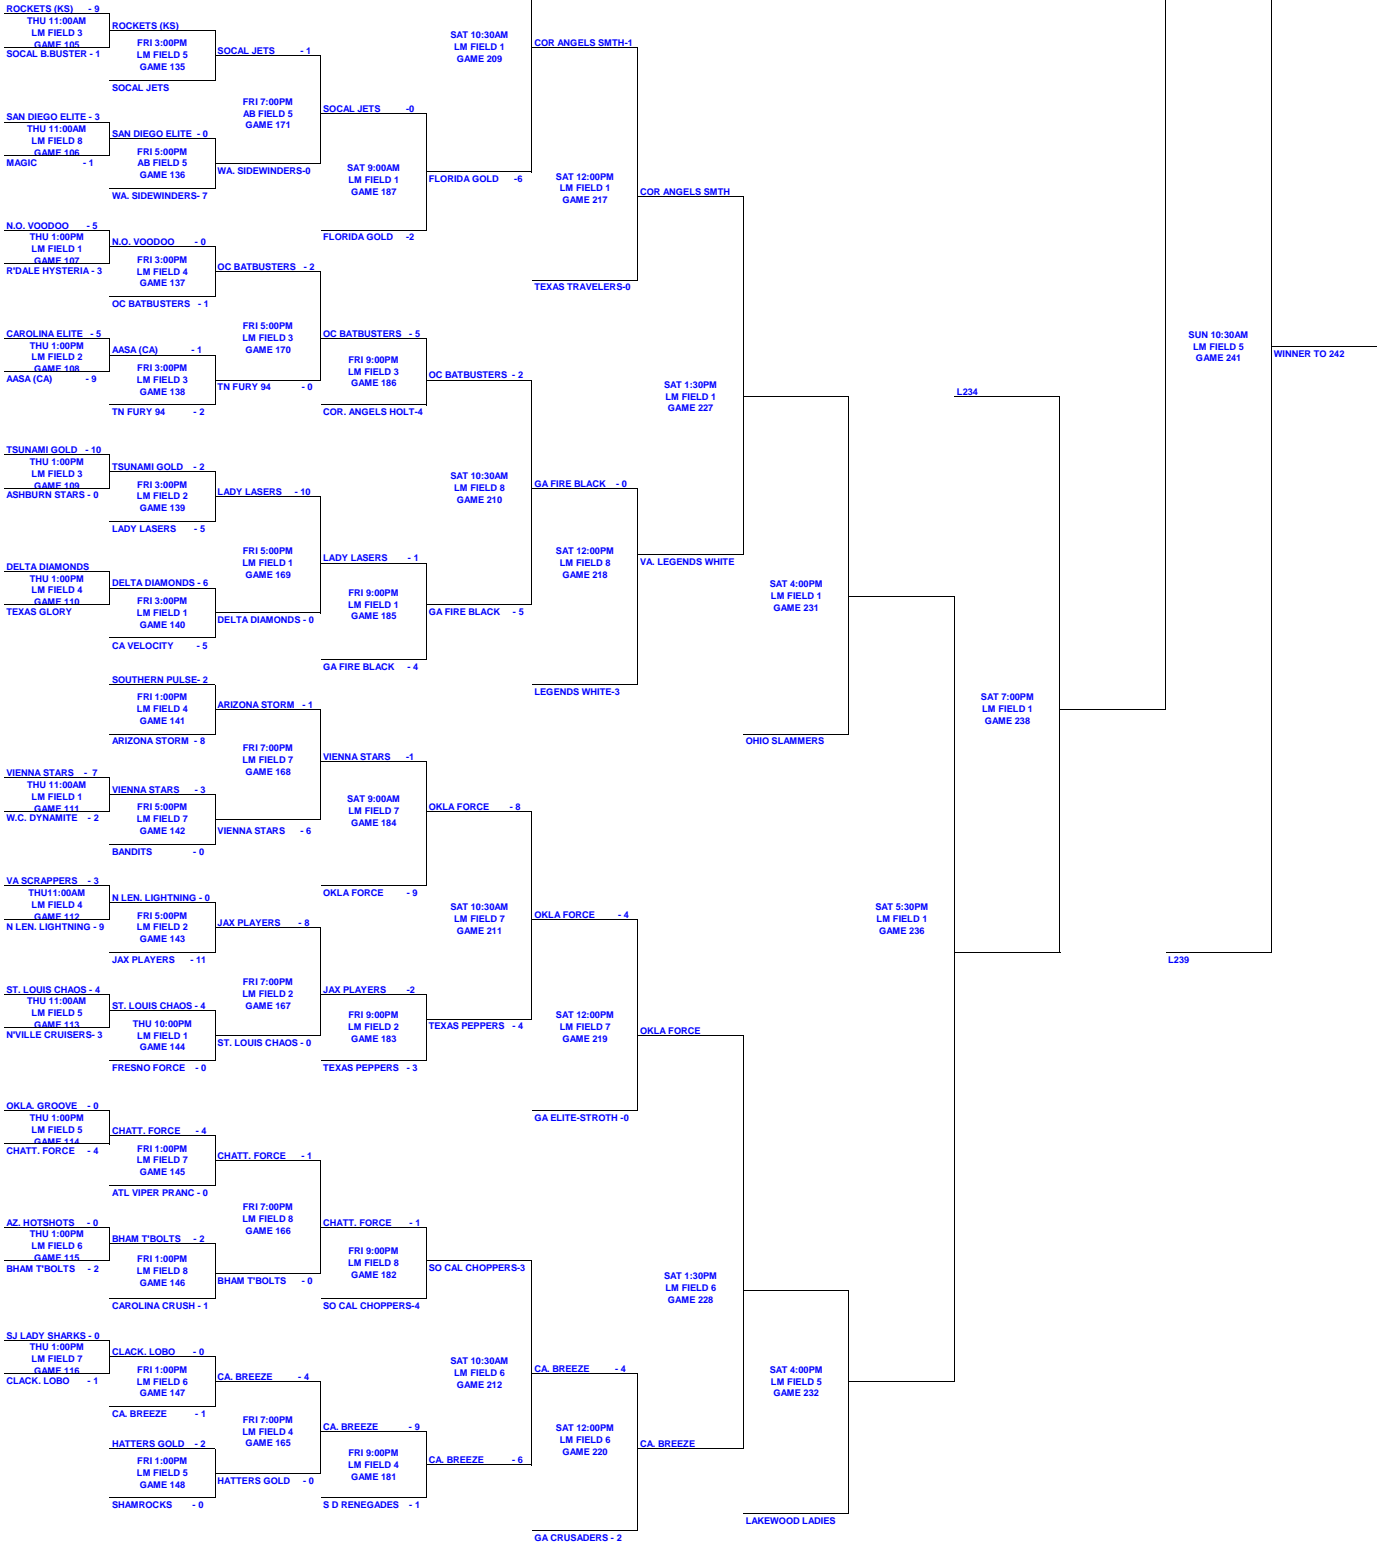 ROCKETS (KS) - 9
THU 11:00AM
LM FIELD 3
GAME 105
SOCAL B.BUSTER - 1
ROCKETS (KS)
FRI 3:00PM
LM FIELD 5
GAME 135
SOCAL JETS
SAN DIEGO ELITE - 3
THU 11:00AM
LM FIELD 8
GAME 106
MAGIC - 1
SAN DIEGO ELITE - 0
FRI 5:00PM
AB FIELD 5
GAME 136
WA. SIDEWINDERS- 7
SOCAL JETS - 1
FRI 7:00PM
AB FIELD 5
GAME 171
WA. SIDEWINDERS-0
SOCAL JETS -0
SAT 9:00AM
LM FIELD 1
GAME 187
FLORIDA GOLD -2
N.O. VOODOO - 5
THU 1:00PM
LM FIELD 1
GAME 107
R'DALE HYSTERIA - 3
N.O. VOODOO - 0
FRI 3:00PM
LM FIELD 4
GAME 137
OC BATBUSTERS - 1
CAROLINA ELITE - 5
THU 1:00PM
LM FIELD 2
GAME 108
AASA (CA) - 9
AASA (CA) - 1
FRI 3:00PM
LM FIELD 3
GAME 138
TN FURY 94 - 2
OC BATBUSTERS - 2
FRI 5:00PM
LM FIELD 3
GAME 170
TN FURY 94 - 0
OC BATBUSTERS - 5
FRI 9:00PM
LM FIELD 3
GAME 186
COR. ANGELS HOLT-4
TSUNAMI GOLD - 10
THU 1:00PM
LM FIELD 3
GAME 109
ASHBURN STARS - 0
TSUNAMI GOLD - 2
FRI 3:00PM
LM FIELD 2
GAME 139
LADY LASERS - 5
DELTA DIAMONDS
THU 1:00PM
LM FIELD 4
GAME 110
TEXAS GLORY
DELTA DIAMONDS - 6
FRI 3:00PM
LM FIELD 1
GAME 140
CA VELOCITY - 5
LADY LASERS - 10
FRI 5:00PM
LM FIELD 1
GAME 169
DELTA DIAMONDS - 0
LADY LASERS - 1
FRI 9:00PM
LM FIELD 1
GAME 185
GA FIRE BLACK - 4
SOUTHERN PULSE- 2
FRI 1:00PM
LM FIELD 4
GAME 141
ARIZONA STORM - 8
VIENNA STARS - 7
THU 11:00AM
LM FIELD 1
GAME 111
W.C. DYNAMITE - 2
VIENNA STARS - 3
FRI 5:00PM
LM FIELD 7
GAME 142
BANDITS - 0
ARIZONA STORM - 1
FRI 7:00PM
LM FIELD 7
GAME 168
VIENNA STARS - 6
VIENNA STARS -1
SAT 9:00AM
LM FIELD 7
GAME 184
OKLA FORCE - 9
VA SCRAPPERS - 3
THU11:00AM
LM FIELD 4
GAME 112
N LEN. LIGHTNING - 9
N LEN. LIGHTNING - 0
FRI 5:00PM
LM FIELD 2
GAME 143
JAX PLAYERS - 11
ST. LOUIS CHAOS - 4
THU 11:00AM
LM FIELD 5
GAME 113
N'VILLE CRUISERS- 3
ST. LOUIS CHAOS - 4
THU 10:00PM
LM FIELD 1
GAME 144
FRESNO FORCE - 0
JAX PLAYERS - 8
FRI 7:00PM
LM FIELD 2
GAME 167
ST. LOUIS CHAOS - 0
JAX PLAYERS -2
FRI 9:00PM
LM FIELD 2
GAME 183
TEXAS PEPPERS - 3
OKLA. GROOVE - 0
THU 1:00PM
LM FIELD 5
GAME 114
CHATT. FORCE - 4
CHATT. FORCE - 4
FRI 1:00PM
LM FIELD 7
GAME 145
ATL VIPER PRANC - 0
AZ. HOTSHOTS - 0
THU 1:00PM
LM FIELD 6
GAME 115
BHAM T'BOLTS - 2
BHAM T'BOLTS - 2
FRI 1:00PM
LM FIELD 8
GAME 146
CAROLINA CRUSH - 1
CHATT. FORCE - 1
FRI 7:00PM
LM FIELD 8
GAME 166
BHAM T'BOLTS - 0
CHATT. FORCE - 1
FRI 9:00PM
LM FIELD 8
GAME 182
SO CAL CHOPPERS-4
SJ LADY SHARKS - 0
THU 1:00PM
LM FIELD 7
GAME 116
CLACK. LOBO - 1
CLACK. LOBO - 0
FRI 1:00PM
LM FIELD 6
GAME 147
CA. BREEZE - 1
HATTERS GOLD - 2
FRI 1:00PM
LM FIELD 5
GAME 148
SHAMROCKS - 0
CA. BREEZE - 4
FRI 7:00PM
LM FIELD 4
GAME 165
HATTERS GOLD - 0
CA. BREEZE - 9
FRI 9:00PM
LM FIELD 4
GAME 181
S D RENEGADES - 1
SAT 10:30AM
LM FIELD 1
GAME 209
FLORIDA GOLD -6
OC BATBUSTERS - 2
SAT 10:30AM
LM FIELD 8
GAME 210
GA FIRE BLACK - 5
OKLA FORCE - 8
SAT 10:30AM
LM FIELD 7
GAME 211
TEXAS PEPPERS - 4
SO CAL CHOPPERS-3
SAT 10:30AM
LM FIELD 6
GAME 212
CA. BREEZE - 6
COR ANGELS SMTH-1
SAT 12:00PM
LM FIELD 1
GAME 217
TEXAS TRAVELERS-0
GA FIRE BLACK - 0
SAT 12:00PM
LM FIELD 8
GAME 218
LEGENDS WHITE-3
OKLA FORCE - 4
SAT 12:00PM
LM FIELD 7
GAME 219
GA ELITE-STROTH -0
CA. BREEZE - 4
SAT 12:00PM
LM FIELD 6
GAME 220
GA CRUSADERS - 2
COR ANGELS SMTH
SAT 1:30PM
LM FIELD 1
GAME 227
VA. LEGENDS WHITE
OKLA FORCE
SAT 1:30PM
LM FIELD 6
GAME 228
CA. BREEZE
SAT 4:00PM
LM FIELD 1
GAME 231
OHIO SLAMMERS
SAT 4:00PM
LM FIELD 5
GAME 232
LAKEWOOD LADIES
SAT 5:30PM
LM FIELD 1
GAME 236
L234
SAT 7:00PM
LM FIELD 1
GAME 238
SUN 10:30AM
LM FIELD 5
GAME 241
L239
WINNER TO 242